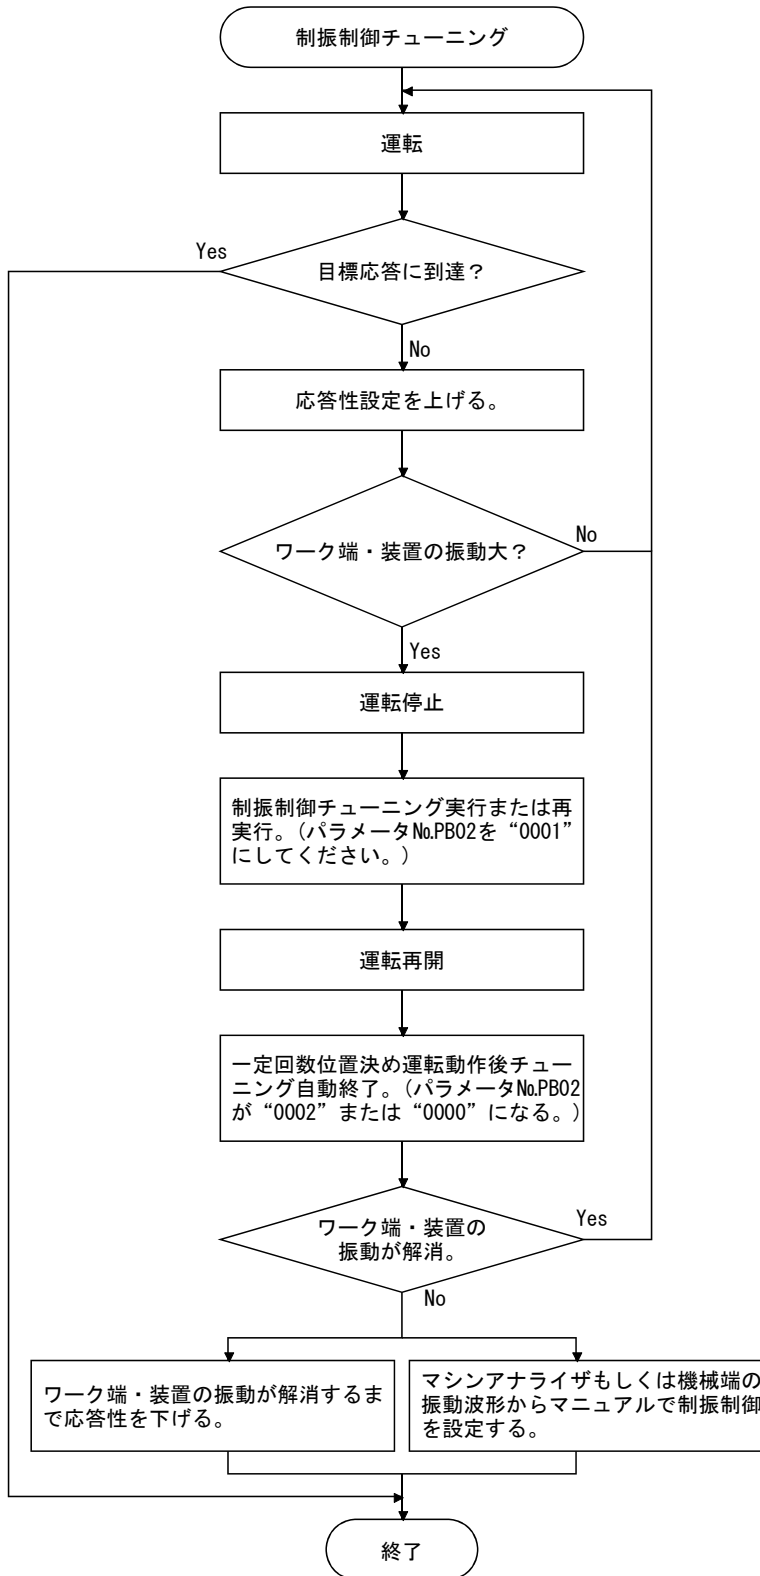 制振制御チューニング
運転
Yes
目標応答に到達？
No
応答性設定を上げる。
ワーク端・装置の振動大？
No
Yes
運転停止
制振制御チューニング実行または再
実行。(パラメータ№PB02を“0001”
にしてください。)
運転再開
一定回数位置決め運転動作後チュー
ニング自動終了。(パラメータ№PB02
が“0002”または“0000”になる。)
ワーク端・装置の
振動が解消。
Yes
No
ワーク端・装置の振動が解消するま
で応答性を下げる。
マシンアナライザもしくは機械端の
振動波形からマニュアルで制振制御
を設定する。
終了